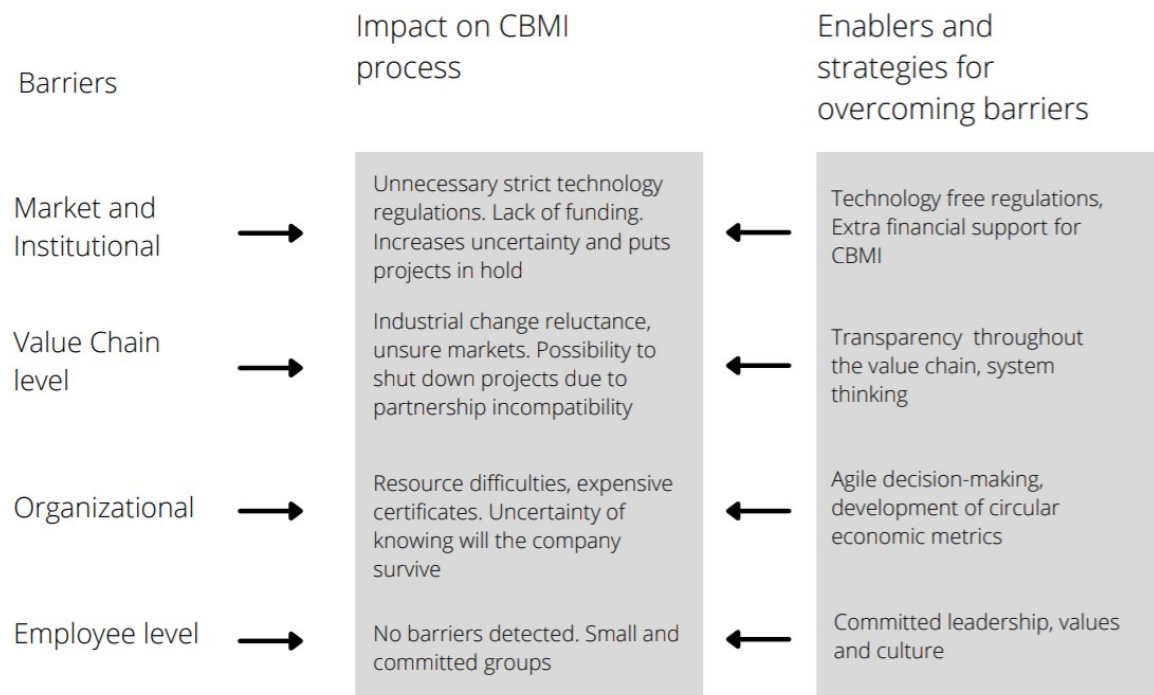 Barriers
Impact on CBMI
process
Enablers and
strategies for
overcoming barriers
Market and
Institutional
Unnecessary strict technology
regulations. Lack of funding.
Increases uncertainty and puts
projects in hold
Technology free regulations,
Extra financial support for
CBMI
Value Chain
level
Industrial change reluctance,
unsure markets. Possibility to
shut down projects due to
partnership incompatibility
Transparency throughout
the value chain, system
thinking
Organizational
Resource difficulties, expensive
certificates. Uncertainty of
knowing will the company
survive
Agile decision-making,
development of circular
economic metrics
Employee level
No barriers detected. Small and
committed groups
Committed leadership, values
and culture